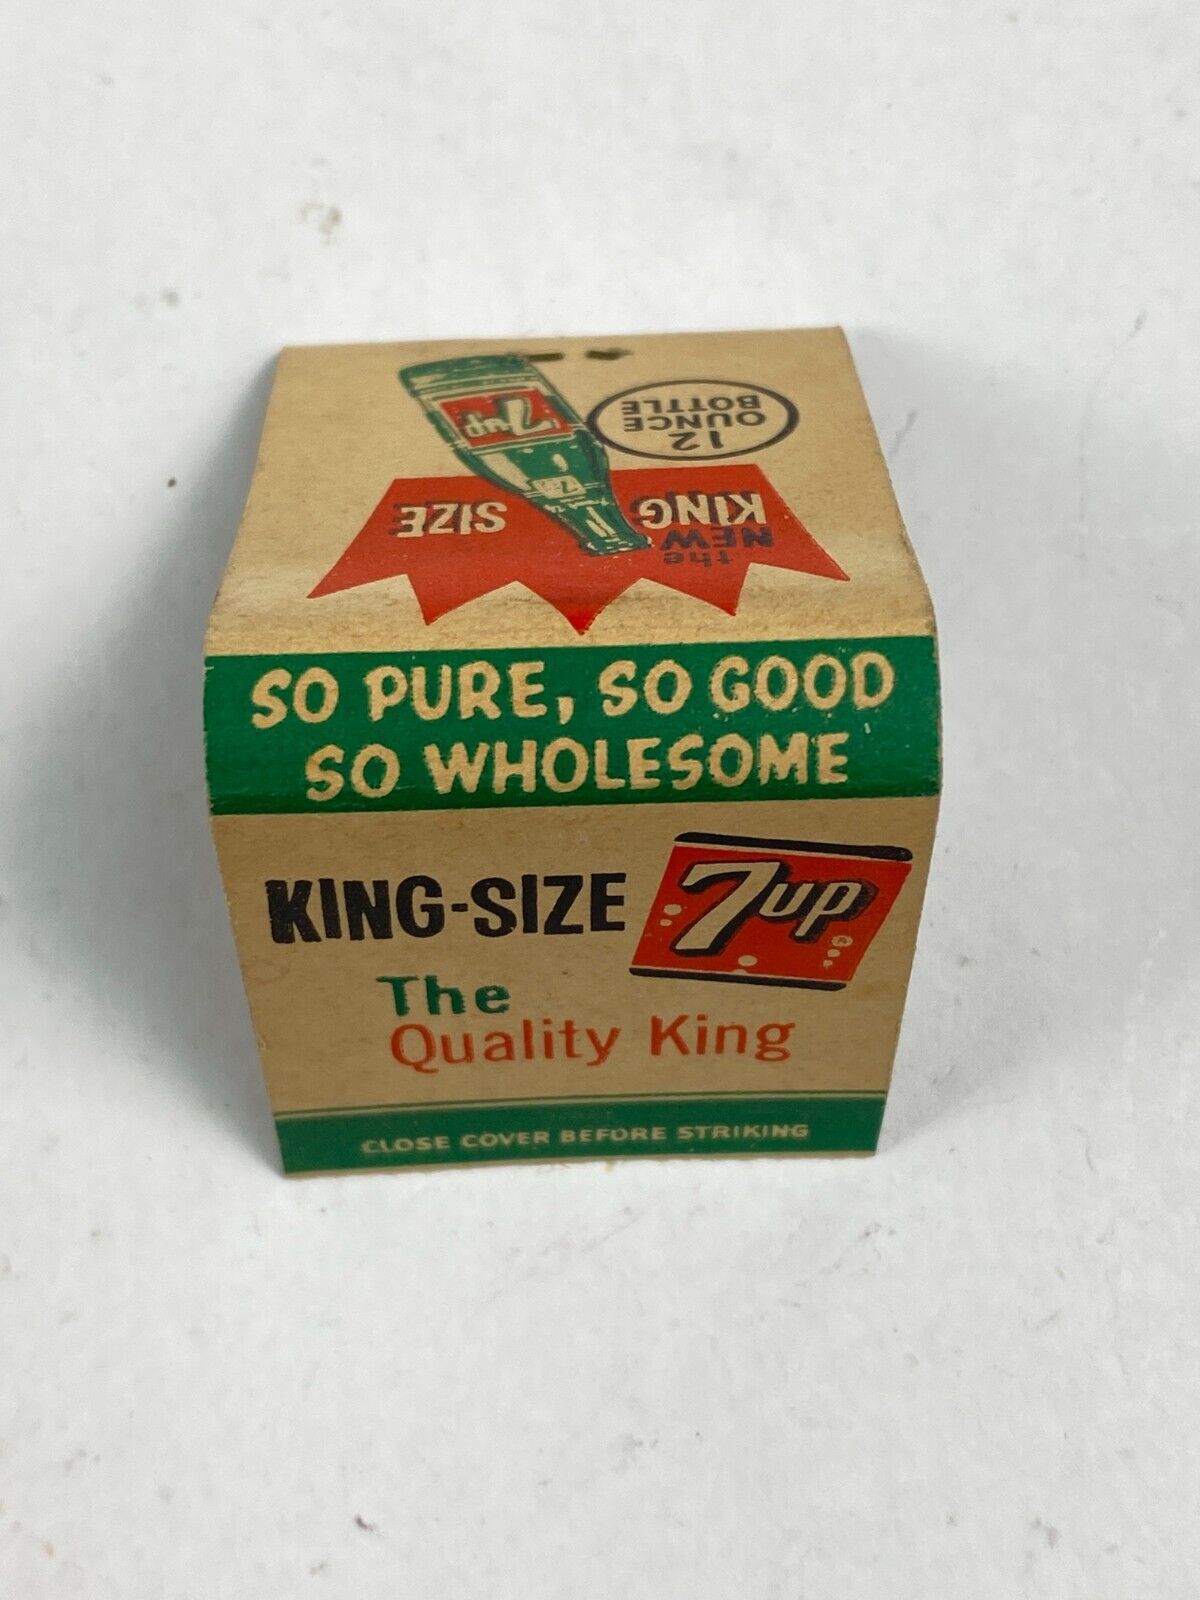 12
OUNCE
BOTTLE
7up
the
NEW
KING SIZE
SO PURE, SO GOOD
SO WHOLESOME
KING-SIZE 7up
The
Quality King
CLOSE COVER BEFORE STRIKING